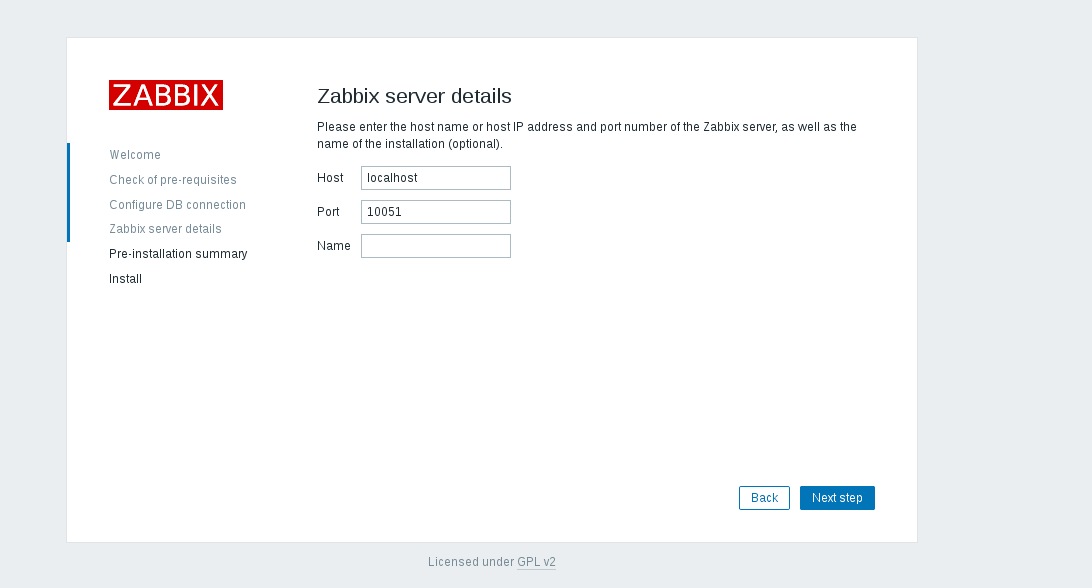 ZABBIX
Welcome
Check of pre-requisites
Configure DB connection
Zabbix server details
Pre-installation summary
Install
Zabbix server details
Please enter the host name or host IP address and port number of the Zabbix server, as well as the
name of the installation (optional).
Host localhost
Port 10051
Name
Back Next step
Licensed under GPL v2